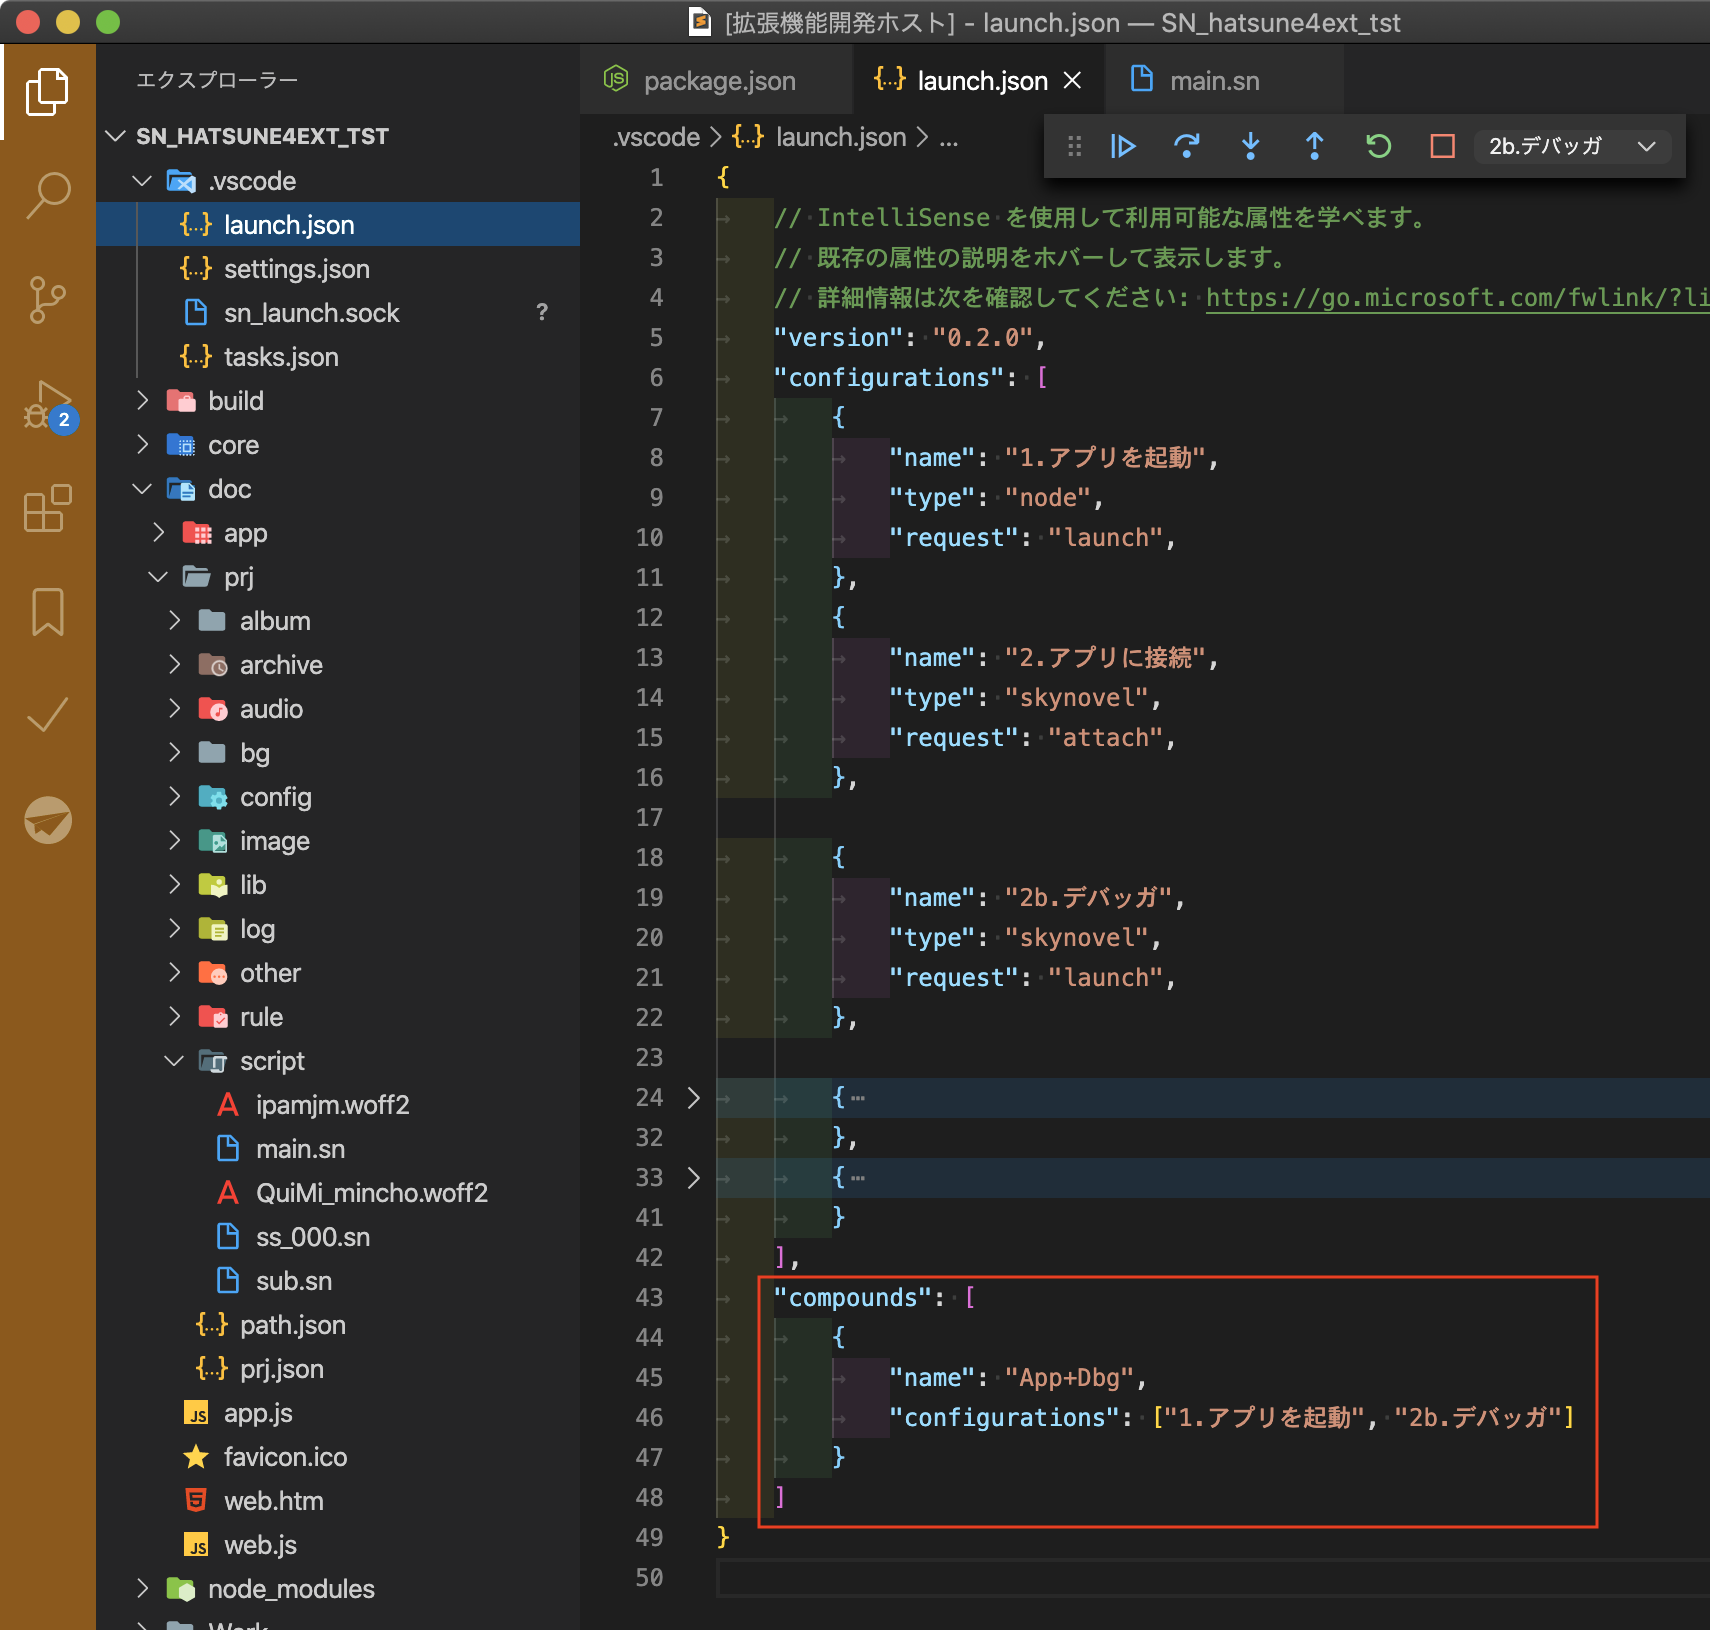 [拡張機能開発ホスト] - launch.json — SN_hatsune4ext_tst
エクスプローラー
SN_HATSUNE4EXT_TST
.vscode
launch.json
settings.json
sn_launch.sock ?
tasks.json
2
build
core
doc
app
prj
album
archive
audio
bg
config
image
lib
log
other
rule
script
ipamjm.woff2
main.sn
QuiMi_mincho.woff2
ss_000.sn
sub.sn
path.json
prj.json
app.js
favicon.ico
web.htm
web.js
node_modules
Work
package.json
launch.json
main.sn
.vscode > {..} launch.json > ...
2b.デバッガ
1 {
2 // IntelliSense を使用して利用可能な属性を学べます。
3 // 既存の属性の説明をホバーして表示します。
4 // 詳細情報は次を確認してください: https://go.microsoft.com/fwlink/?li
5 "version": "0.2.0",
6 "configurations": [
7 {
8 "name": "1.アプリを起動",
9 "type": "node",
10 "request": "launch",
11 },
12 {
13 "name": "2.アプリに接続",
14 "type": "skynovel",
15 "request": "attach",
16 },
17
18 {
19 "name": "2b.デバッガ",
20 "type": "skynovel",
21 "request": "launch",
22 },
23
24 > {…
32 },
33 > {…
41 }
42 ],
43 "compounds": [
44 {
45 "name": "App+Dbg",
46 "configurations": ["1.アプリを起動", "2b.デバッガ"]
47 }
48 ]
49 }
50